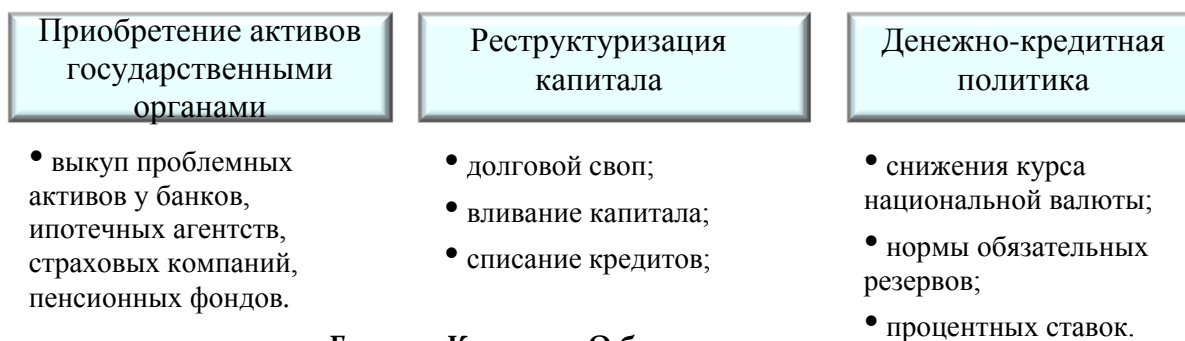 Приобретение активов
государственными
органами
• выкуп проблемных
активов у банков,
ипотечных агентств,
страховых компаний,
пенсионных фондов.
Реструктуризация
капитала
• долговой своп;
• вливание капитала;
• списание кредитов;
Денежно-кредитная
политика
• снижения курса
национальной валюты;
• нормы обязательных
резервов;
• процентных ставок.